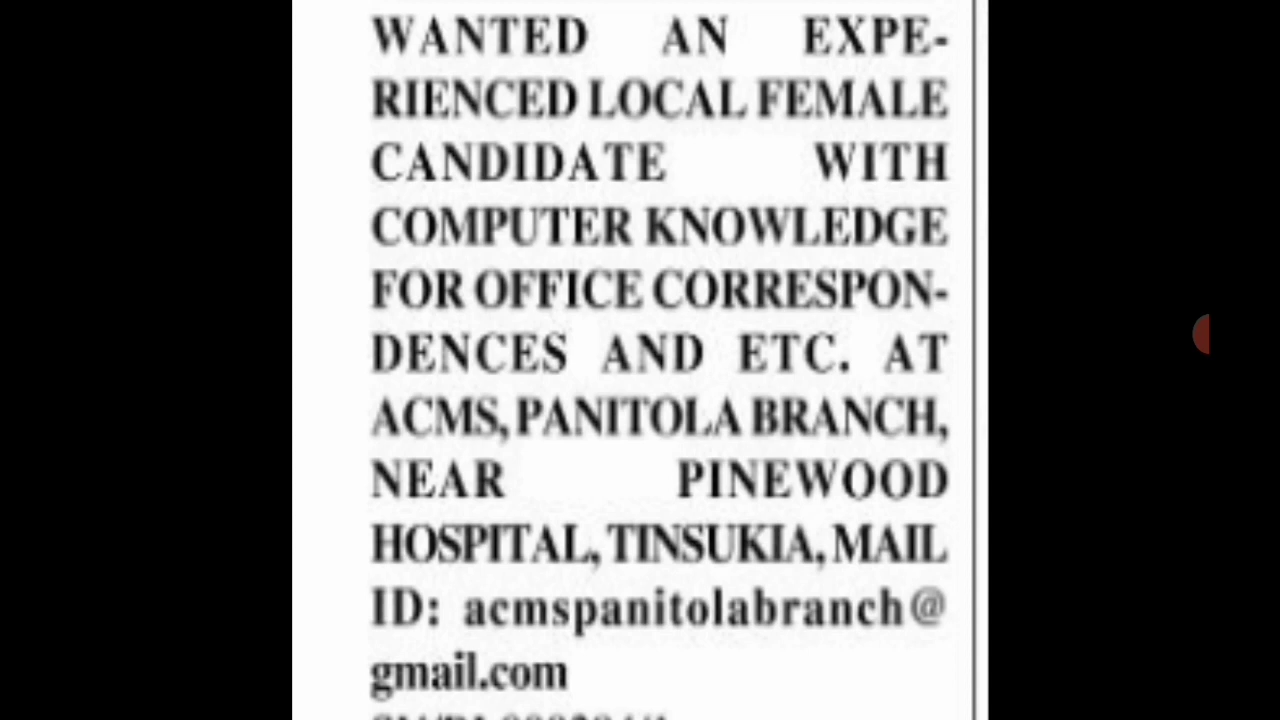 WANTED AN EXPE-
RIENCED LOCAL FEMALE
CANDIDATE WITH
COMPUTER KNOWLEDGE
FOR OFFICE CORRESPON-
DENCES AND ETC. AT
ACMS, PANITOLA BRANCH,
NEAR PINEWOOD
HOSPITAL, TINSUKIA, MAIL
ID: acmspanitolabranch@
gmail.com